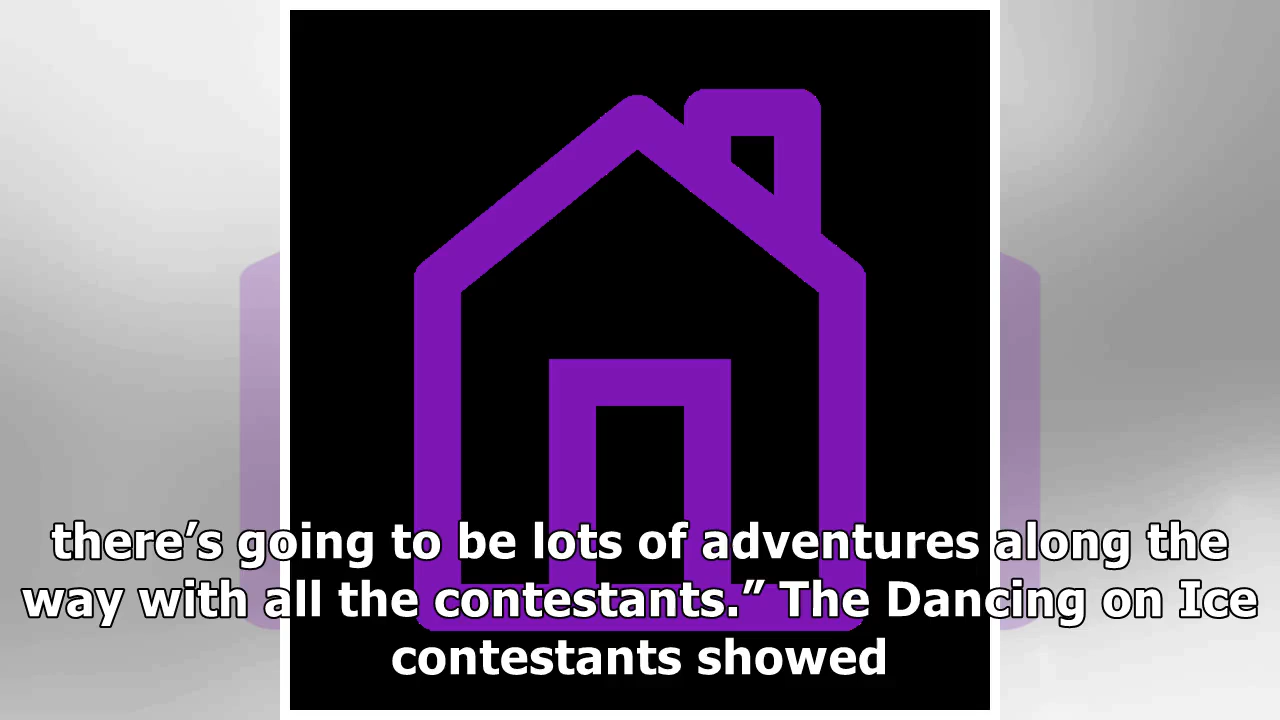 there’s going to be lots of adventures along the
way with all the contestants.” The Dancing on Ice
contestants showed